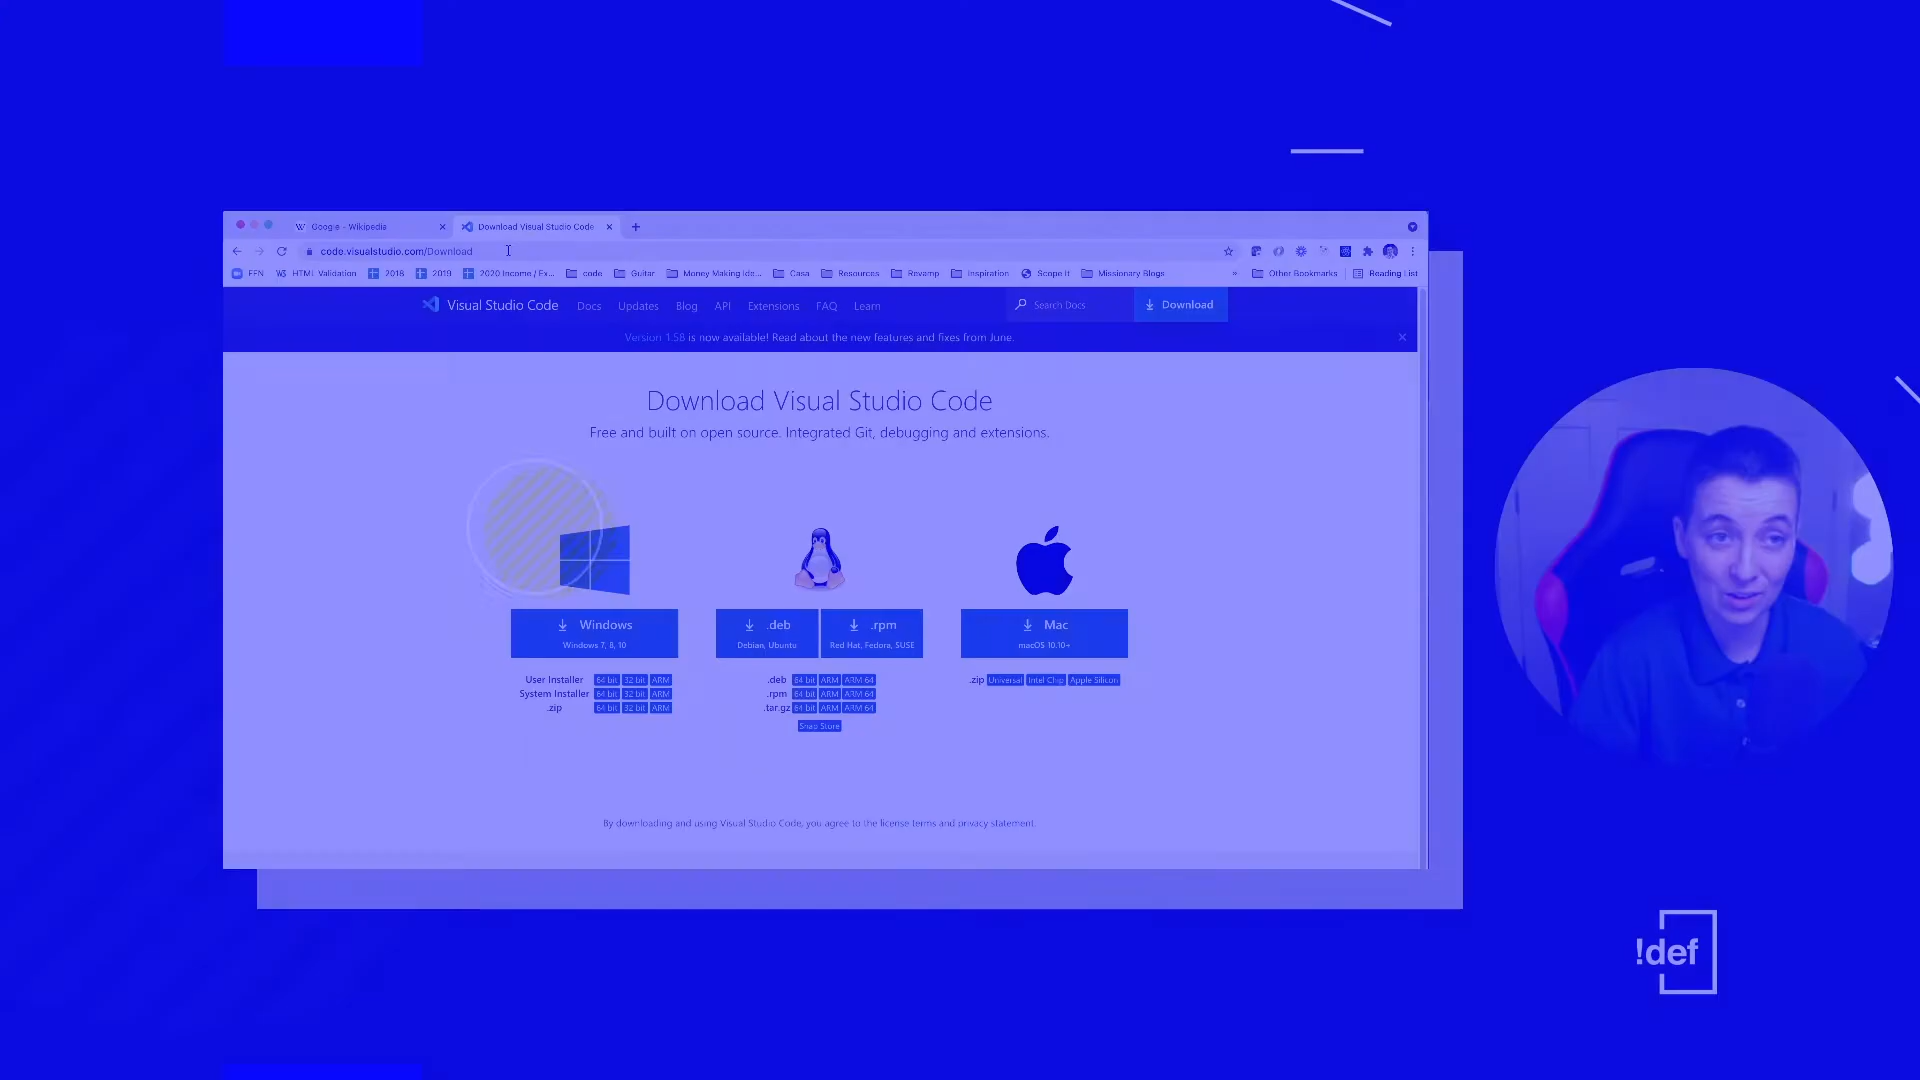 Google - Wikipedia
Download Visual Studio Code
code.visualstudio.com/Download
FFN HTML Validation 2018 2019 2020 Income / Ex... code Guitar Money Making Ide... Casa Resources Revamp Inspiration Scope It Missionary Blogs » Other Bookmarks Reading List
Visual Studio Code Docs Updates Blog API Extensions FAQ Learn Search Docs Download
Version 1.58 is now available! Read about the new features and fixes from June.
Download Visual Studio Code
Free and built on open source. Integrated Git, debugging and extensions.
Windows
Windows 7, 8, 10
.deb
Debian, Ubuntu
.rpm
Red Hat, Fedora, SUSE
Mac
macOS 10.10+
User Installer 64 bit 32 bit ARM
System Installer 64 bit 32 bit ARM
.zip 64 bit 32 bit ARM
.deb 64 bit ARM ARM 64
.rpm 64 bit ARM ARM 64
.tar.gz 64 bit ARM ARM 64
Snap Store
.zip Universal Intel Chip Apple Silicon
By downloading and using Visual Studio Code, you agree to the license terms and privacy statement.
!def